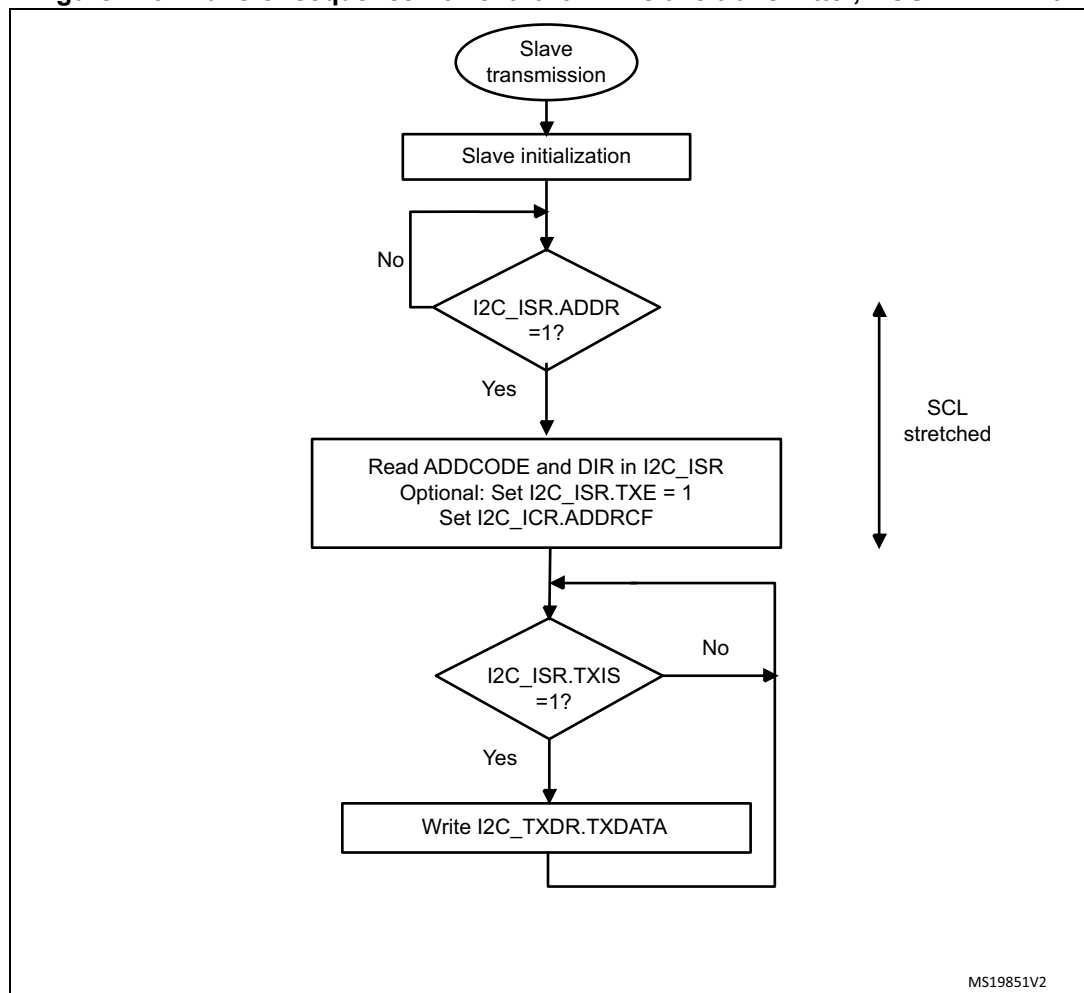 Slave
transmission
Slave initialization
No
I2C_ISR.ADDR
=1?
Yes
SCL
stretched
Read ADDCODE and DIR in I2C_ISR
Optional: Set I2C_ISR.TXE = 1
Set I2C_ICR.ADDRCF
I2C_ISR.TXIS
=1?
No
Yes
Write I2C_TXDR.TXDATA
MS19851V2